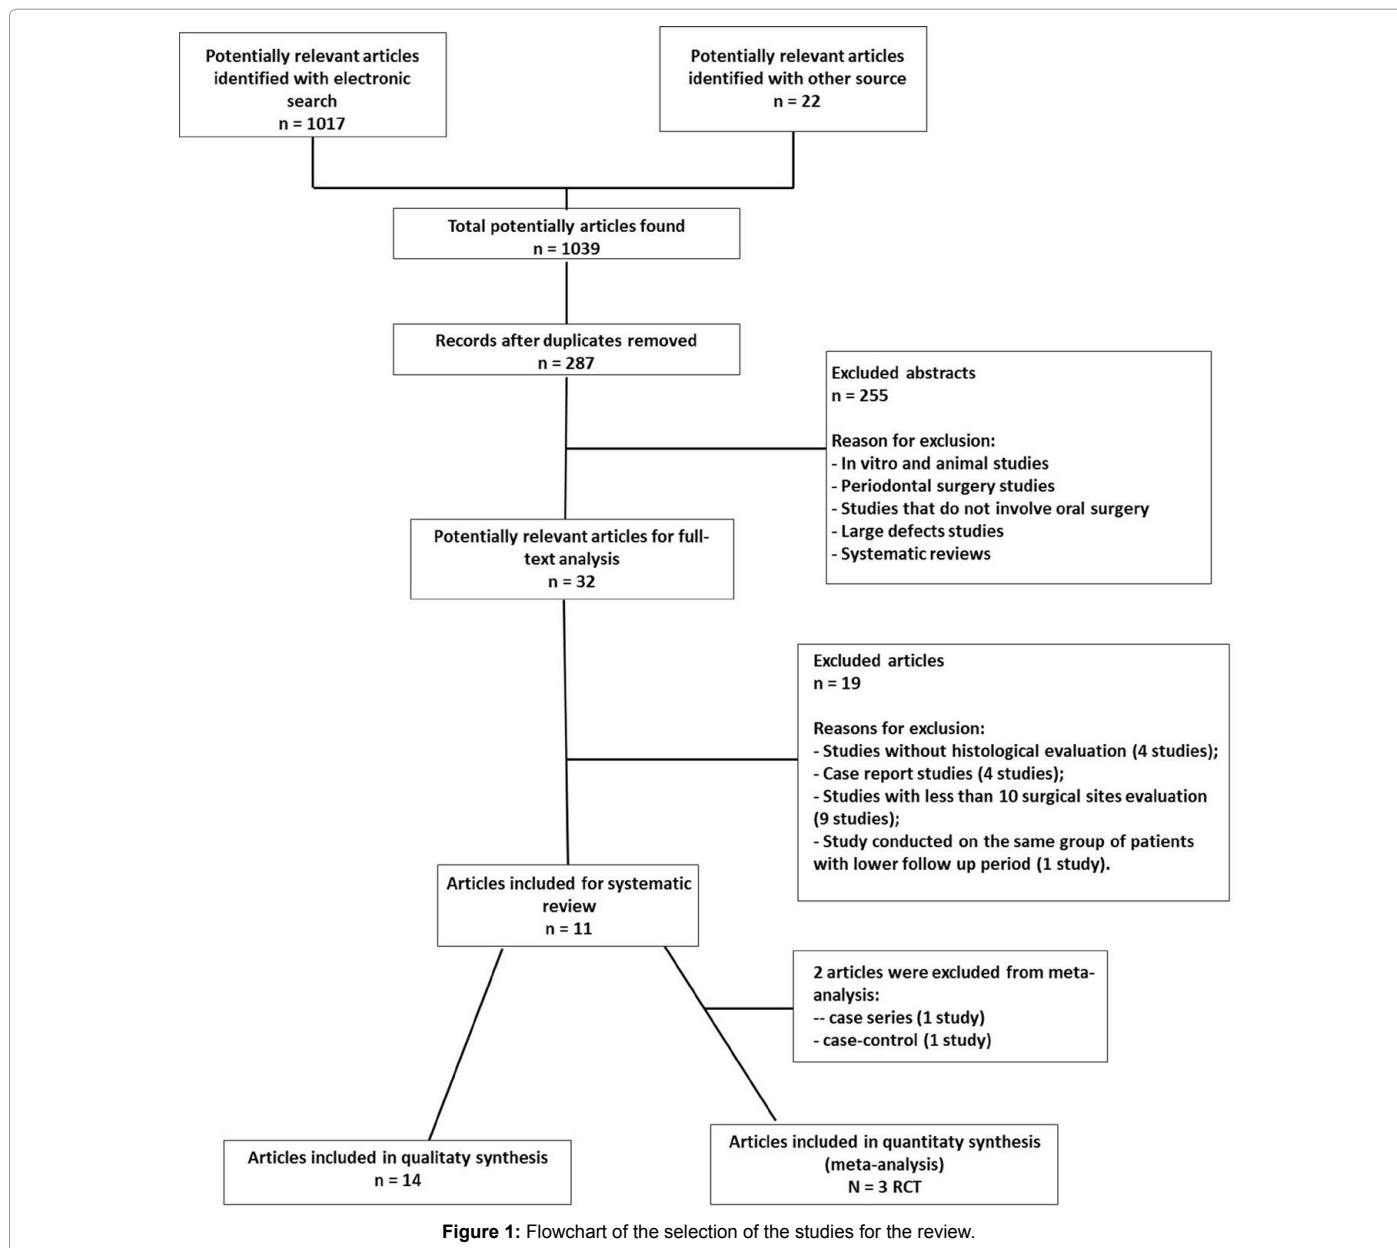 Potentially relevant articles
identified with electronic
search
n = 1017
Potentially relevant articles
identified with other source
n = 22
Total potentially articles found
n = 1039
Records after duplicates removed
n = 287
Excluded abstracts
n = 255
Reason for exclusion:
- In vitro and animal studies
- Periodontal surgery studies
- Studies that do not involve oral surgery
- Large defects studies
- Systematic reviews
Potentially relevant articles for full-
text analysis
n = 32
Excluded articles
n = 19
Reasons for exclusion:
- Studies without histological evaluation (4 studies);
- Case report studies (4 studies);
- Studies with less than 10 surgical sites evaluation
(9 studies);
- Study conducted on the same group of patients
with lower follow up period (1 study).
Articles included for systematic
review
n = 11
2 articles were excluded from meta-
analysis:
-- case series (1 study)
- case-control (1 study)
Articles included in qualitaty synthesis
n = 14
Articles included in quantitaty synthesis
(meta-analysis)
N = 3 RCT
Figure 1: Flowchart of the selection of the studies for the review.